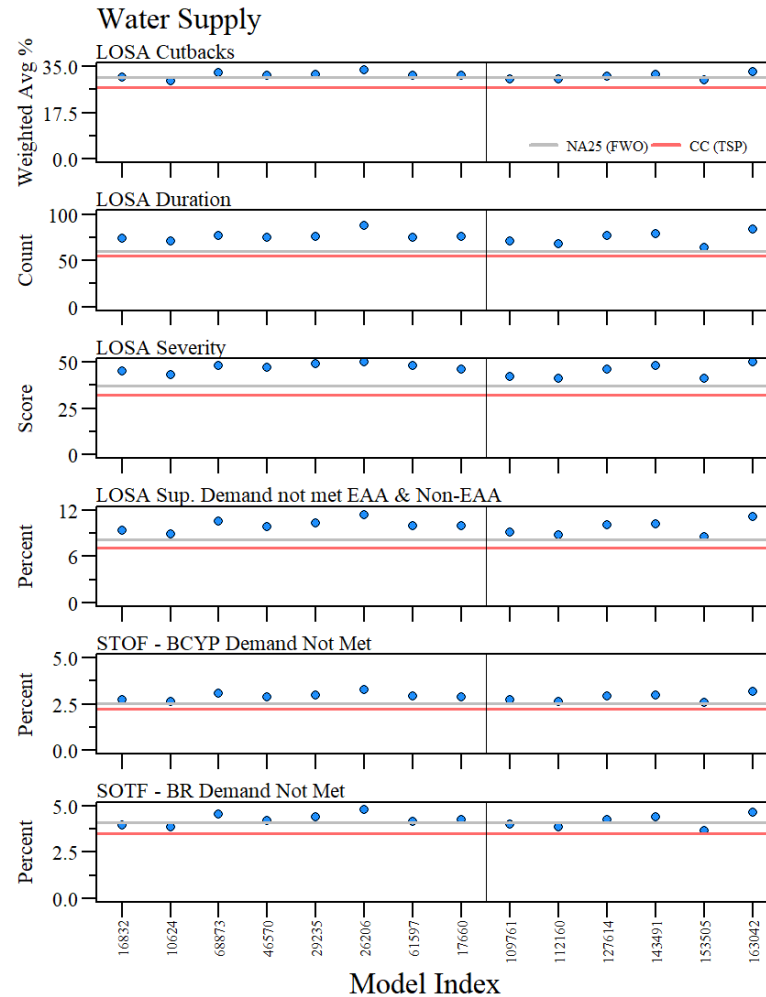 Water Supply
LOSA Cutbacks
Weighted Avg %
35.0
17.5
0.0
NA25 (FWO)
CC (TSP)
LOSA Duration
Count
100
50
0
LOSA Severity
Score
50
25
0
LOSA Sup. Demand not met EAA & Non-EAA
Percent
12
6
0
STOF - BCYP Demand Not Met
Percent
5.0
2.5
0.0
SOTF - BR Demand Not Met
Percent
5.0
2.5
0.0
16832
10624
68873
46570
29235
26206
61597
17660
109761
112160
127614
143491
153505
163042
Model Index